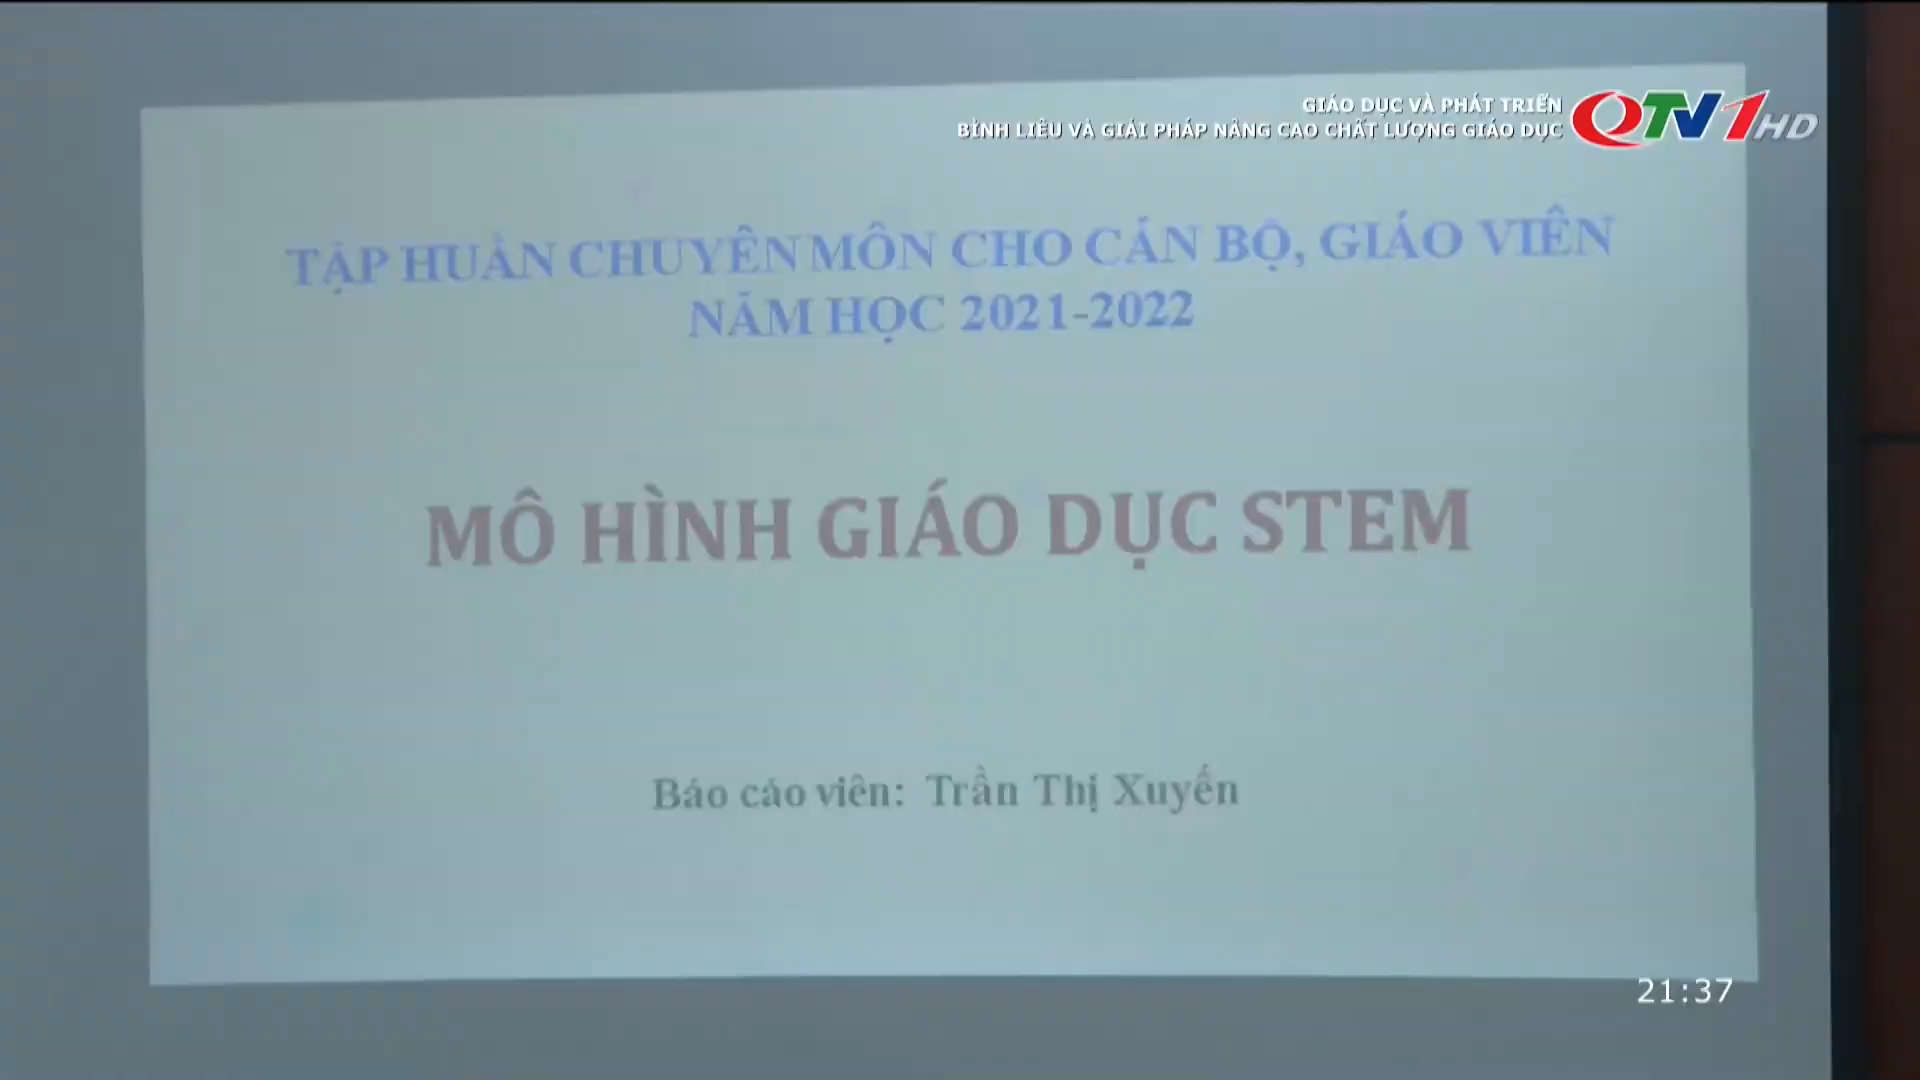 GIÁO DỤC VÀ PHÁT TRIỂN
BÌNH LIÊU VÀ GIẢI PHÁP NÂNG CAO CHẤT LƯỢNG GIÁO DỤC
QTV1HD
TẬP HUẤN CHUYÊN MÔN CHO CÁN BỘ, GIÁO VIÊN
NĂM HỌC 2021-2022
MÔ HÌNH GIÁO DỤC STEM
Báo cáo viên: Trần Thị Xuyến
21:37